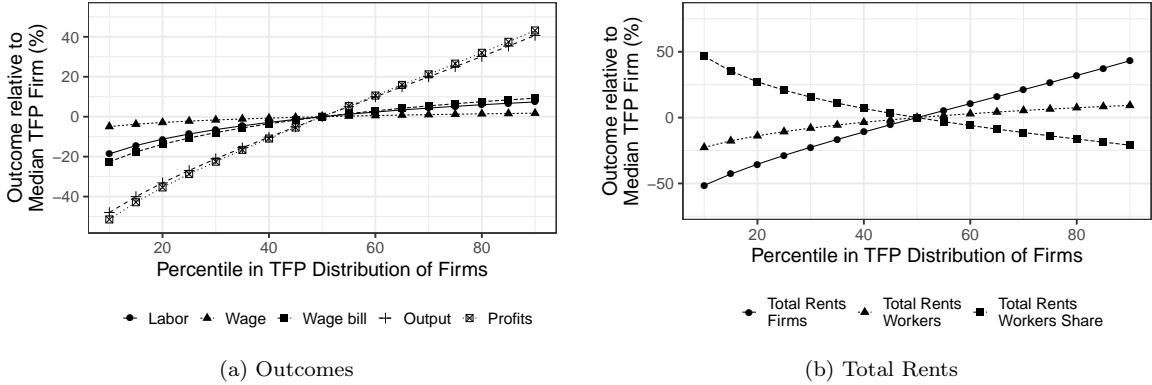 Outcome relative to
Median TFP Firm (%)
40
20
0
−20
−40
20
40
60
80
Percentile in TFP Distribution of Firms
Labor
Wage
Wage bill
Output
Profits
(a) Outcomes
Outcome relative to
Median TFP Firm (%)
50
0
−50
20
40
60
80
Percentile in TFP Distribution of Firms
Total Rents
Firms
Total Rents
Workers
Total Rents
Workers Share
(b) Total Rents